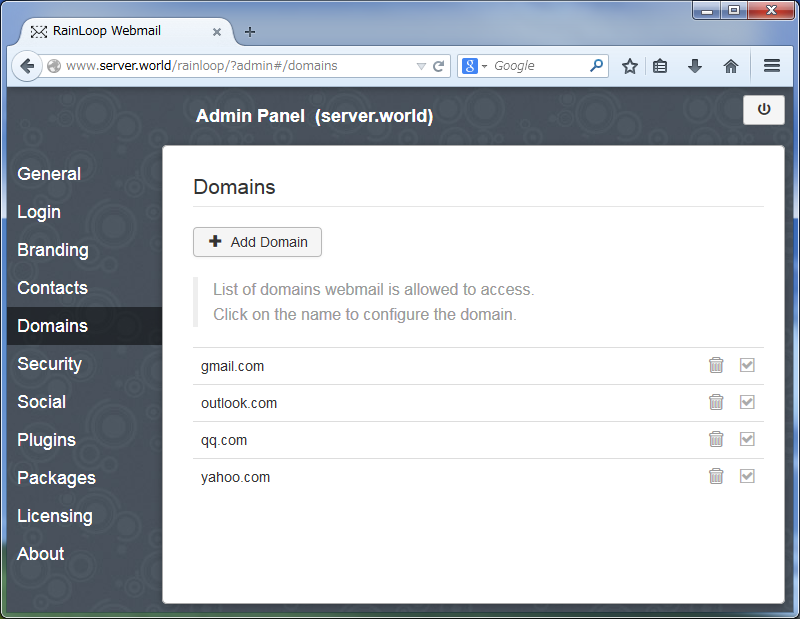 RainLoop Webmail
www.server.world/rainloop/?admin#/domains
Google
Admin Panel (server.world)
General
Login
Branding
Contacts
Domains
Security
Social
Plugins
Packages
Licensing
About
Domains
Add Domain
List of domains webmail is allowed to access.
Click on the name to configure the domain.
gmail.com
outlook.com
qq.com
yahoo.com